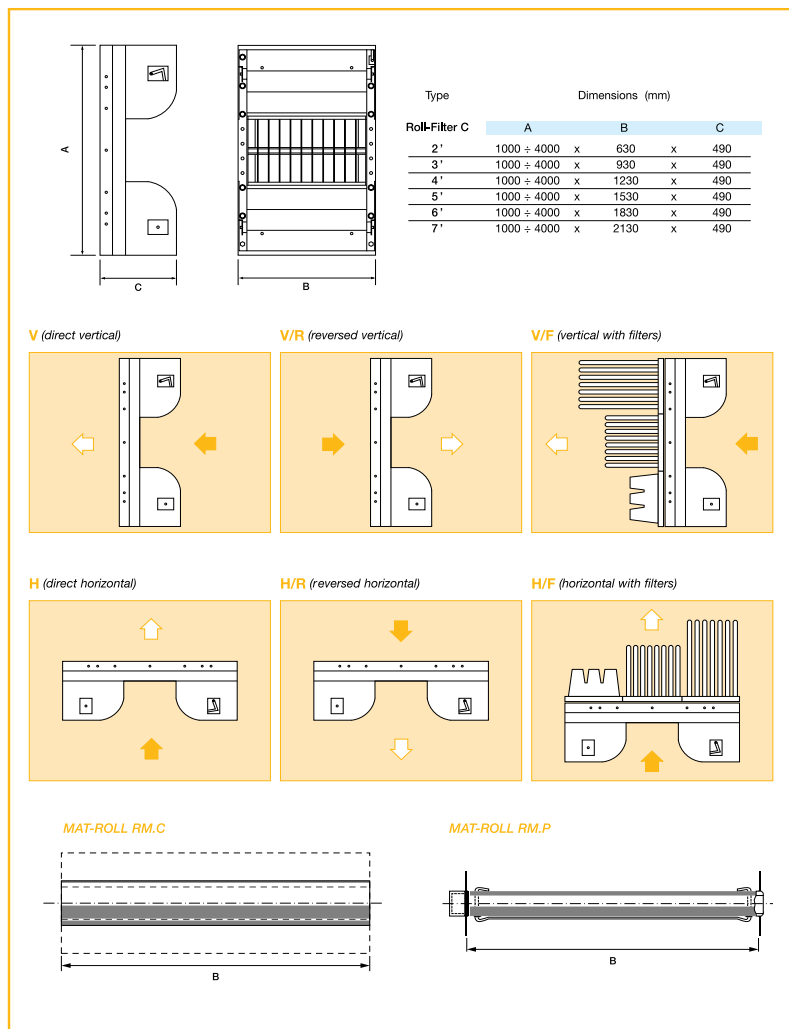 Type Dimensions (mm)
Roll-Filter C A B C
2' 1000 ÷ 4000 x 630 x 490
3' 1000 ÷ 4000 x 930 x 490
4' 1000 ÷ 4000 x 1230 x 490
5' 1000 ÷ 4000 x 1530 x 490
6' 1000 ÷ 4000 x 1830 x 490
7' 1000 ÷ 4000 x 2130 x 490
A
C
B
V (direct vertical)
V/R (reversed vertical)
V/F (vertical with filters)
H (direct horizontal)
H/R (reversed horizontal)
H/F (horizontal with filters)
MAT-ROLL RM.C
MAT-ROLL RM.P
B
B